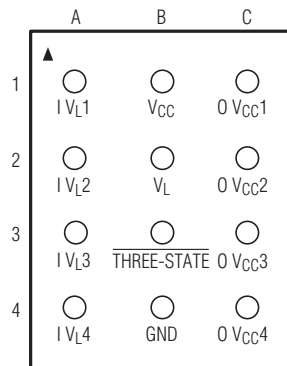 A B C
1
I VL1 VCC O VCC1
2
I VL2 VL O VCC2
3
I VL3 THREE-STATE O VCC3
4
I VL4 GND O VCC4